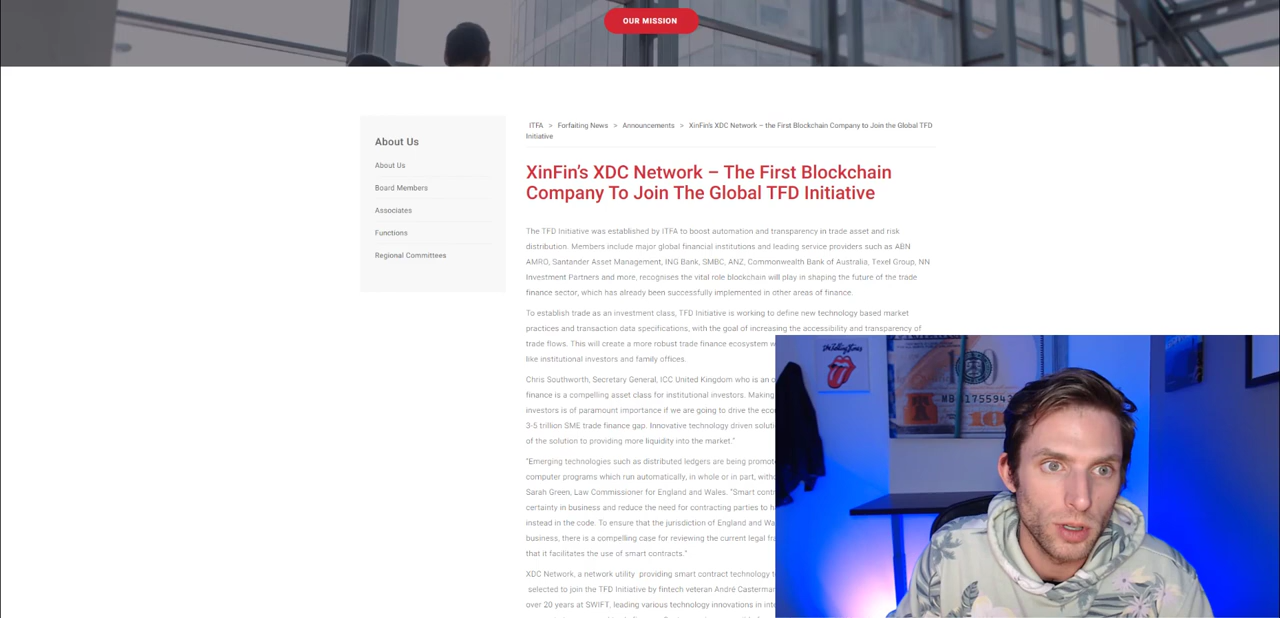 OUR MISSION
About Us
About Us
Board Members
Associates
Functions
Regional Committees
ITFA > Forfaiting News > Announcements > XinFin's XDC Network – the First Blockchain Company to Join the Global TFD
Initiative
XinFin's XDC Network – The First Blockchain
Company To Join The Global TFD Initiative
The TFD Initiative was established by ITFA to boost automation and transparency in trade asset and risk
distribution. Members include major global financial institutions and leading service providers such as ABN
AMRO, Santander Asset Management, ING Bank, SMBC, ANZ, Commonwealth Bank of Australia, Texel Group, NN
Investment Partners and more, recognises the vital role blockchain will play in shaping the future of the trade
finance sector, which has already been successfully implemented in other areas of finance.
To establish trade as an investment class, TFD Initiative is working to define new technology based market
practices and transaction data specifications, with the goal of increasing the accessibility and transparency of
trade flows. This will create a more robust trade finance ecosystem w
like institutional investors and family offices.
Chris Southworth, Secretary General, ICC United Kingdom who is an o
finance is a compelling asset class for institutional investors. Making
investors is of paramount importance if we are going to drive the eco
3-5 trillion SME trade finance gap. Innovative technology driven soluti
of the solution to providing more liquidity into the market."
"Emerging technologies such as distributed ledgers are being promot
computer programs which run automatically, in whole or in part, with
Sarah Green, Law Commissioner for England and Wales. "Smart contr
certainty in business and reduce the need for contracting parties to h
instead in the code. To ensure that the jurisdiction of England and Wa
business, there is a compelling case for reviewing the current legal fra
that it facilitates the use of smart contracts."
XDC Network, a network utility providing smart contract technology t
selected to join the TFD Initiative by fintech veteran André Casterman
over 20 years at SWIFT, leading various technology innovations in inte
The Rolling Stones
MB 41755943
100